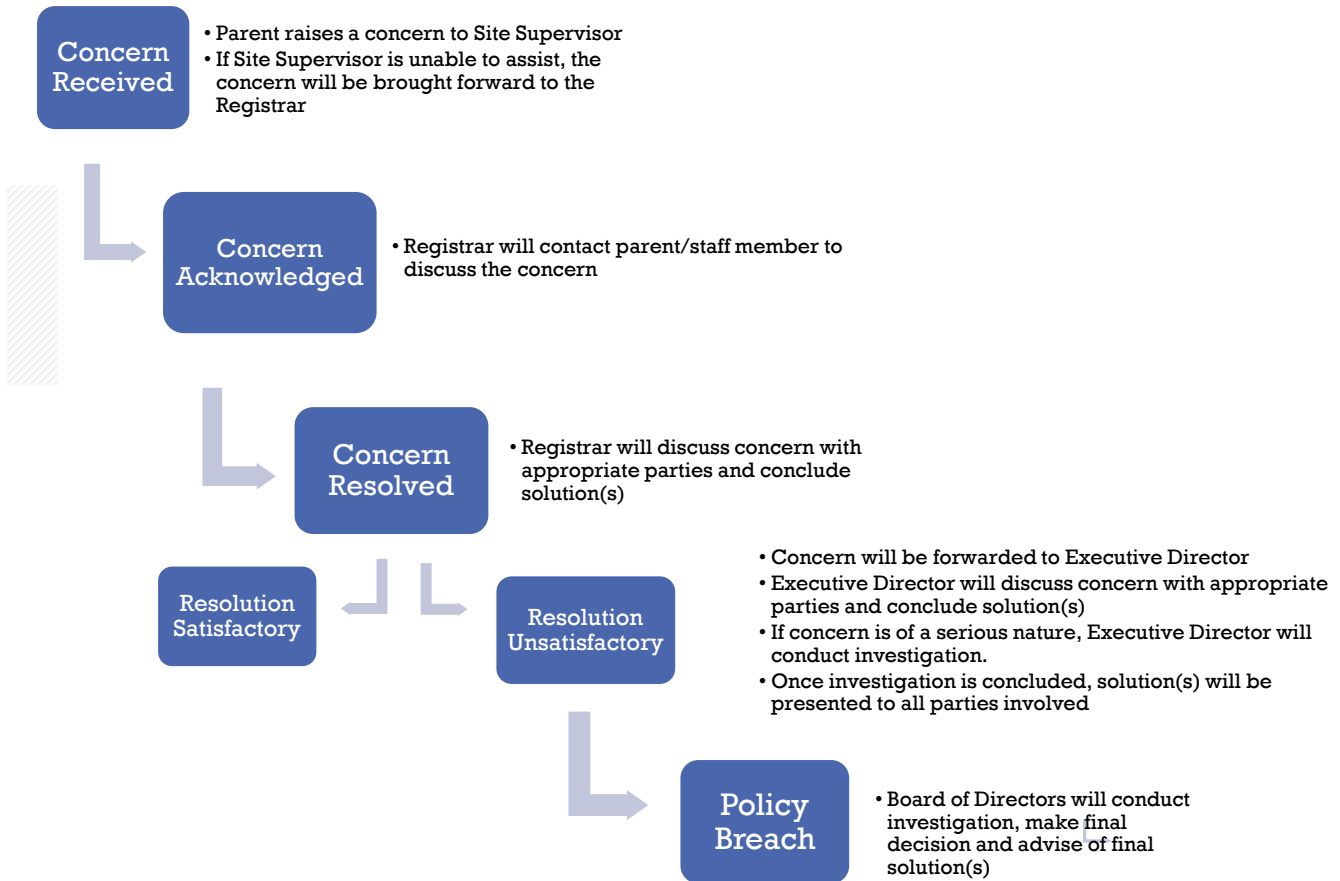 Concern
Received
• Parent raises a concern to Site Supervisor
• If Site Supervisor is unable to assist, the
concern will be brought forward to the
Registrar
Concern
Acknowledged
• Registrar will contact parent/staff member to
discuss the concern
Concern
Resolved
• Registrar will discuss concern with
appropriate parties and conclude
solution(s)
Resolution
Satisfactory
Resolution
Unsatisfactory
• Concern will be forwarded to Executive Director
• Executive Director will discuss concern with appropriate
parties and conclude solution(s)
• If concern is of a serious nature, Executive Director will
conduct investigation.
• Once investigation is concluded, solution(s) will be
presented to all parties involved
Policy
Breach
• Board of Directors will conduct
investigation, make final
decision and advise of final
solution(s)